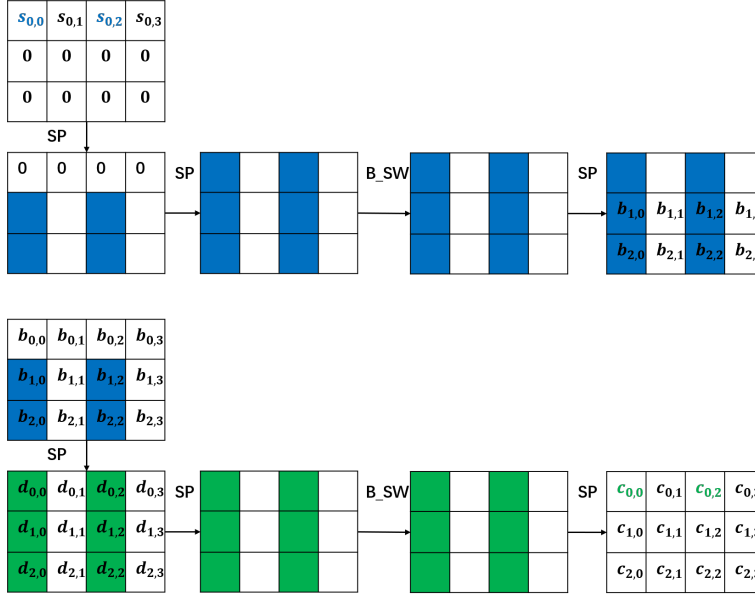 s0,0 s0,1 s0,2 s0,3
0 0 0 0
0 0 0 0
SP
0 0 0 0
SP B_SW SP
b1,0 b1,1 b1,2 b1,
b2,0 b2,1 b2,2 b2,
b0,0 b0,1 b0,2 b0,3
b1,0 b1,1 b1,2 b1,3
b2,0 b2,1 b2,2 b2,3
SP
d0,0 d0,1 d0,2 d0,3
d1,0 d1,1 d1,2 d1,3
d2,0 d2,1 d2,2 d2,3
SP B_SW SP
c0,0 c0,1 c0,2 c0,
c1,0 c1,1 c1,2 c1,
c2,0 c2,1 c2,2 c2,